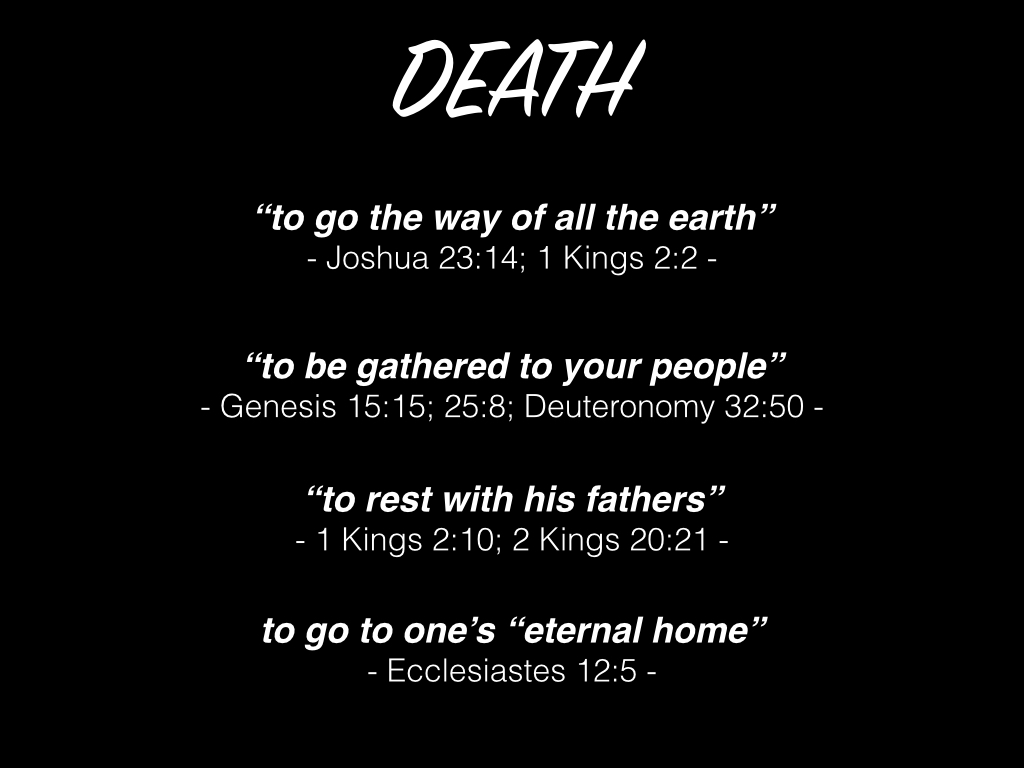 DEATH
“to go the way of all the earth”
- Joshua 23:14; 1 Kings 2:2 -
“to be gathered to your people”
- Genesis 15:15; 25:8; Deuteronomy 32:50 -
“to rest with his fathers”
- 1 Kings 2:10; 2 Kings 20:21 -
to go to one’s “eternal home”
- Ecclesiastes 12:5 -